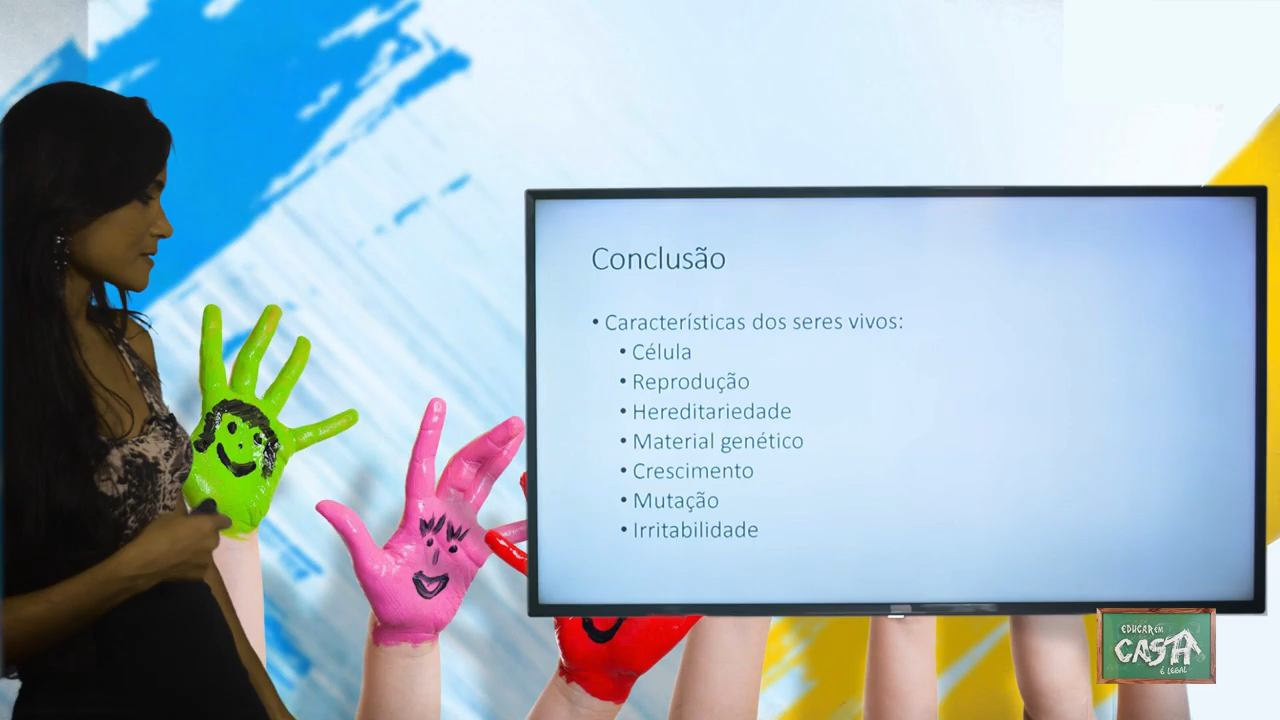 Conclusão
• Características dos seres vivos:
• Célula
• Reprodução
• Hereditariedade
• Material genético
• Crescimento
• Mutação
• Irritabilidade
EDUCAR EM
CASA
É LEGAL